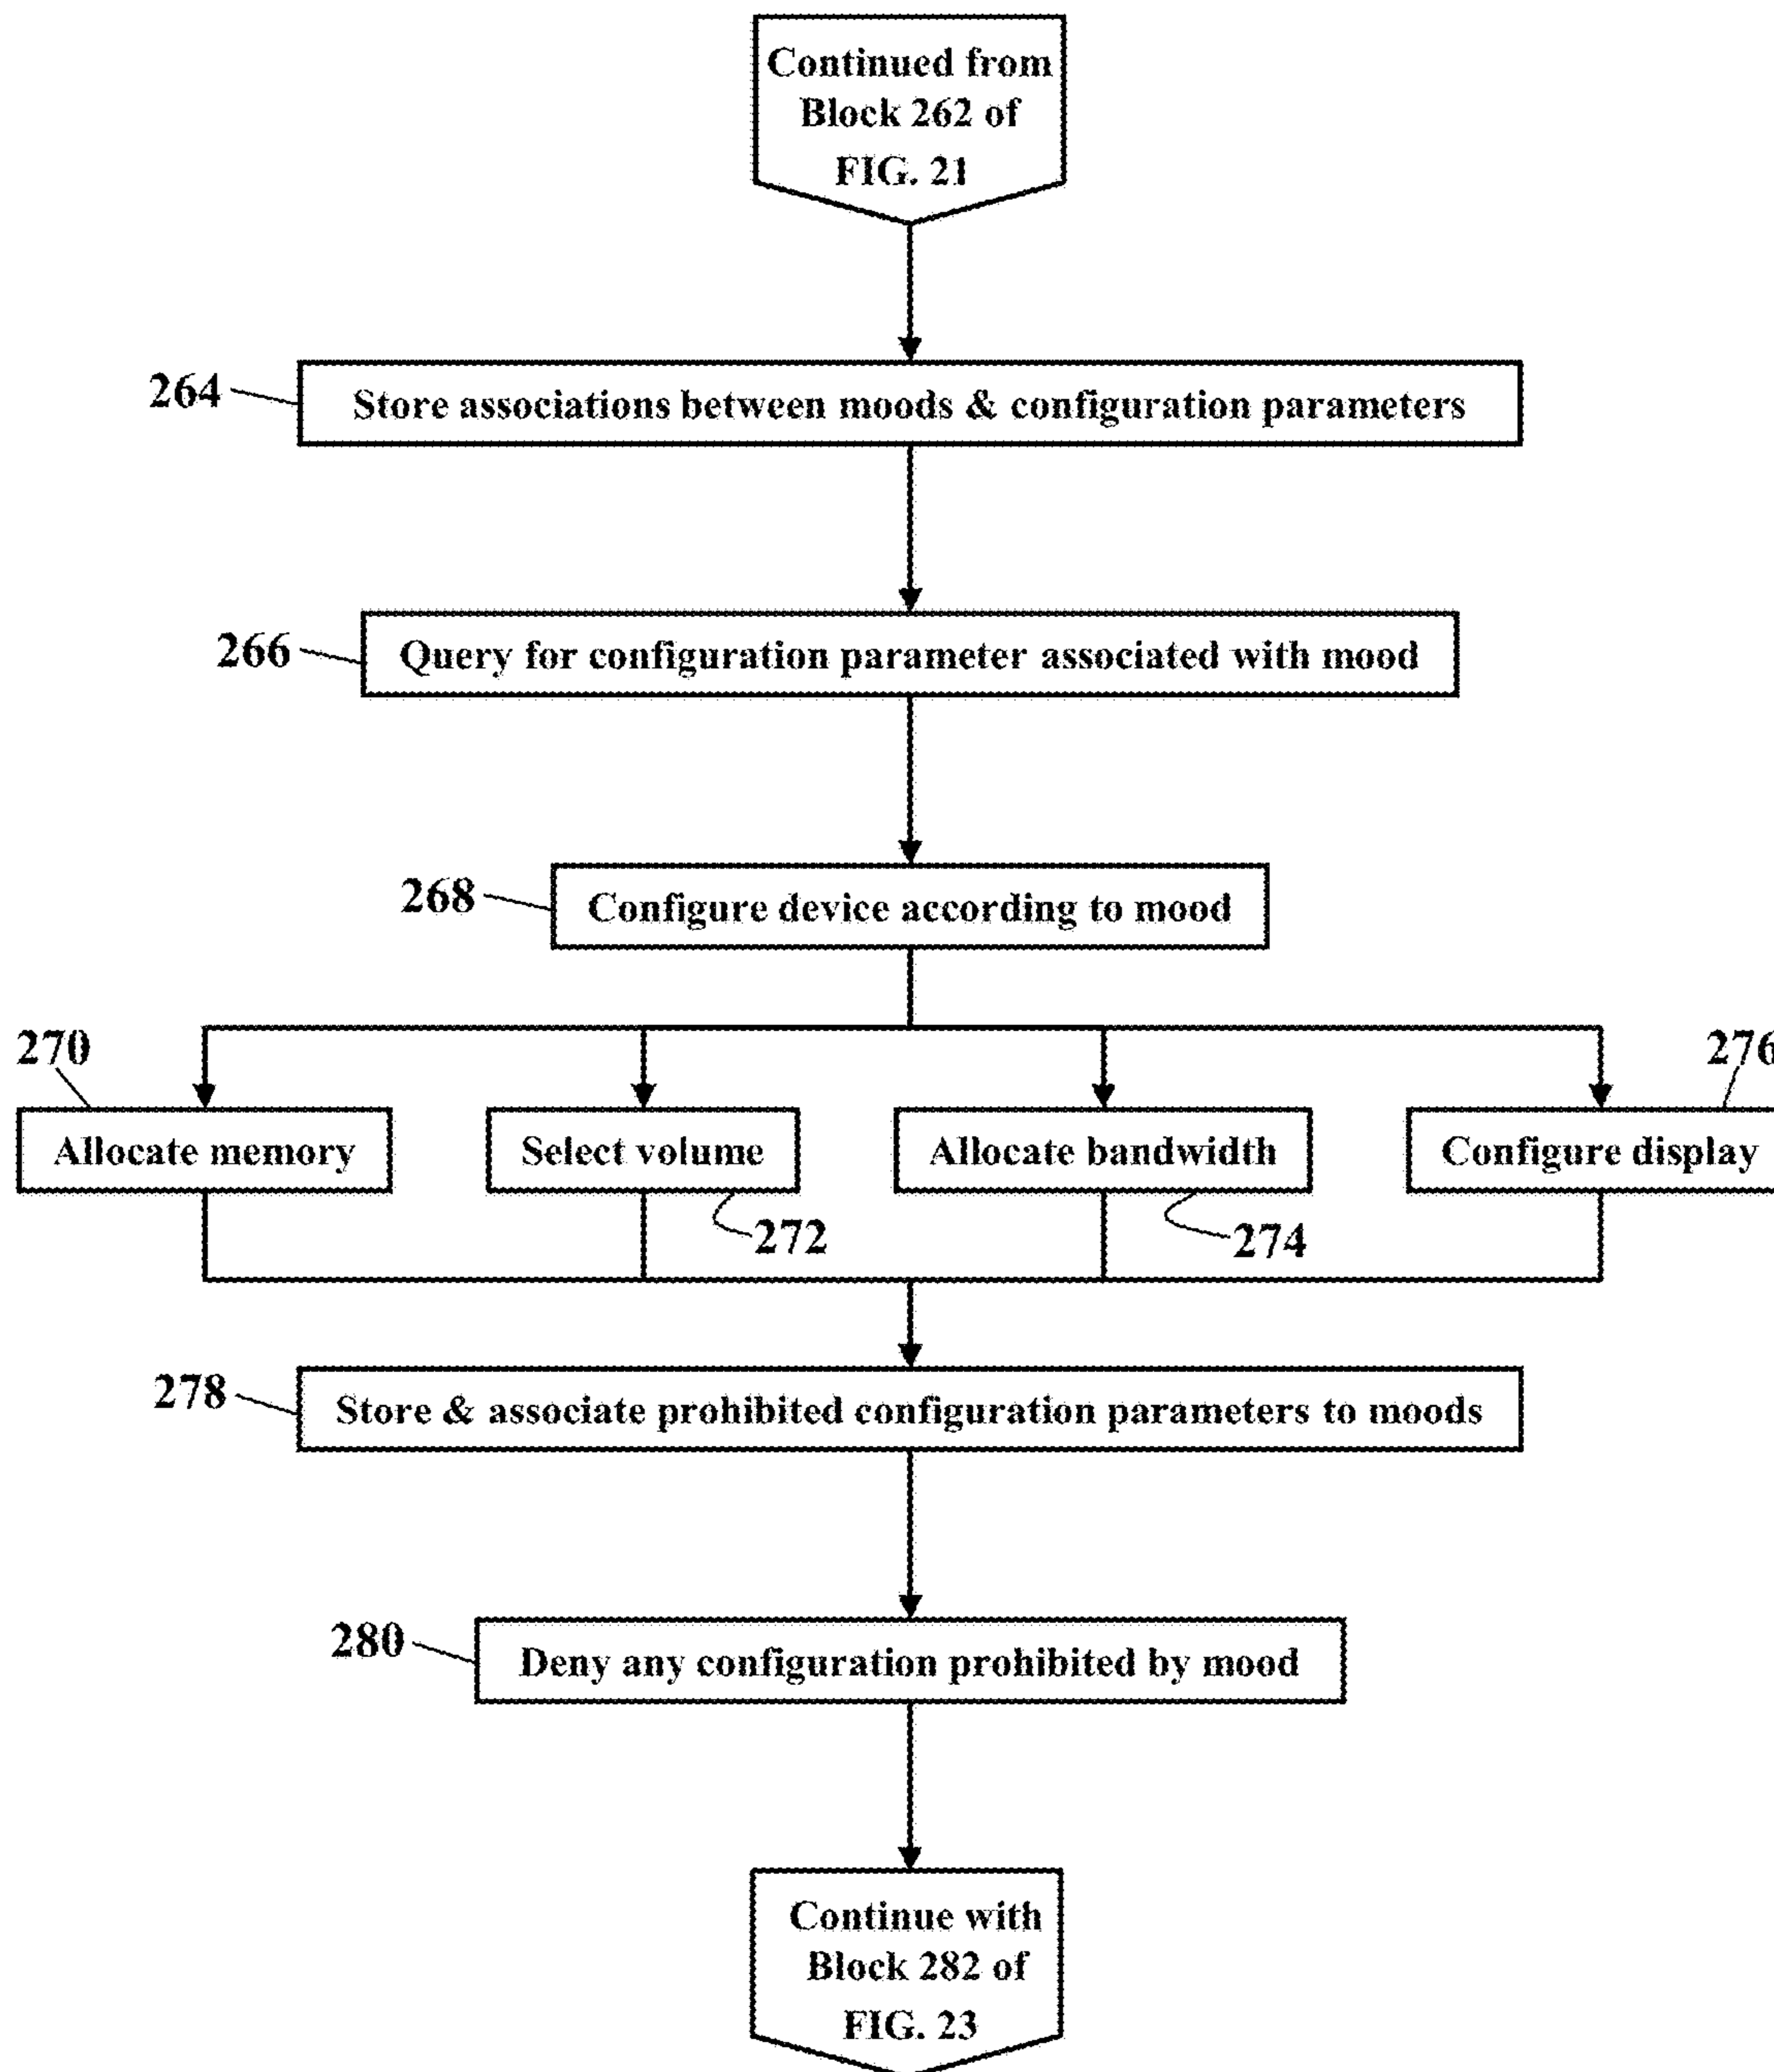 Continued from
Block 262 of
FIG. 21
264
Store associations between moods & configuration parameters
266
Query for configuration parameter associated with mood
268
Configure device according to mood
270
276
Allocate memory
Select volume
Allocate bandwidth
Configure display
272
274
278
Store & associate prohibited configuration parameters to moods
280
Deny any configuration prohibited by mood
Continue with
Block 282 of
FIG. 23